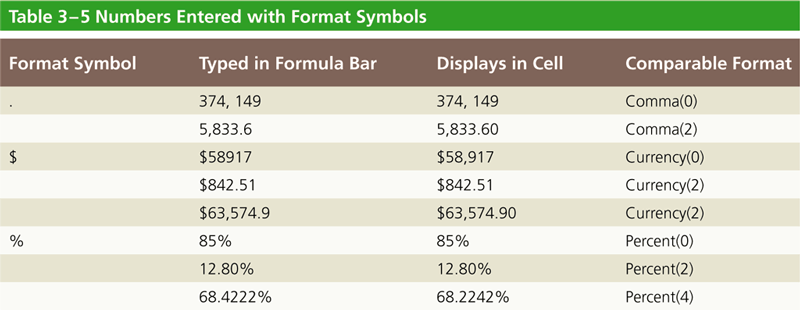 Table 3–5 Numbers Entered with Format Symbols
Format Symbol Typed in Formula Bar Displays in Cell Comparable Format
. 374, 149 374, 149 Comma(0)
5,833.6 5,833.60 Comma(2)
$ $58917 $58,917 Currency(0)
$842.51 $842.51 Currency(2)
$63,574.9 $63,574.90 Currency(2)
% 85% 85% Percent(0)
12.80% 12.80% Percent(2)
68.4222% 68.2242% Percent(4)